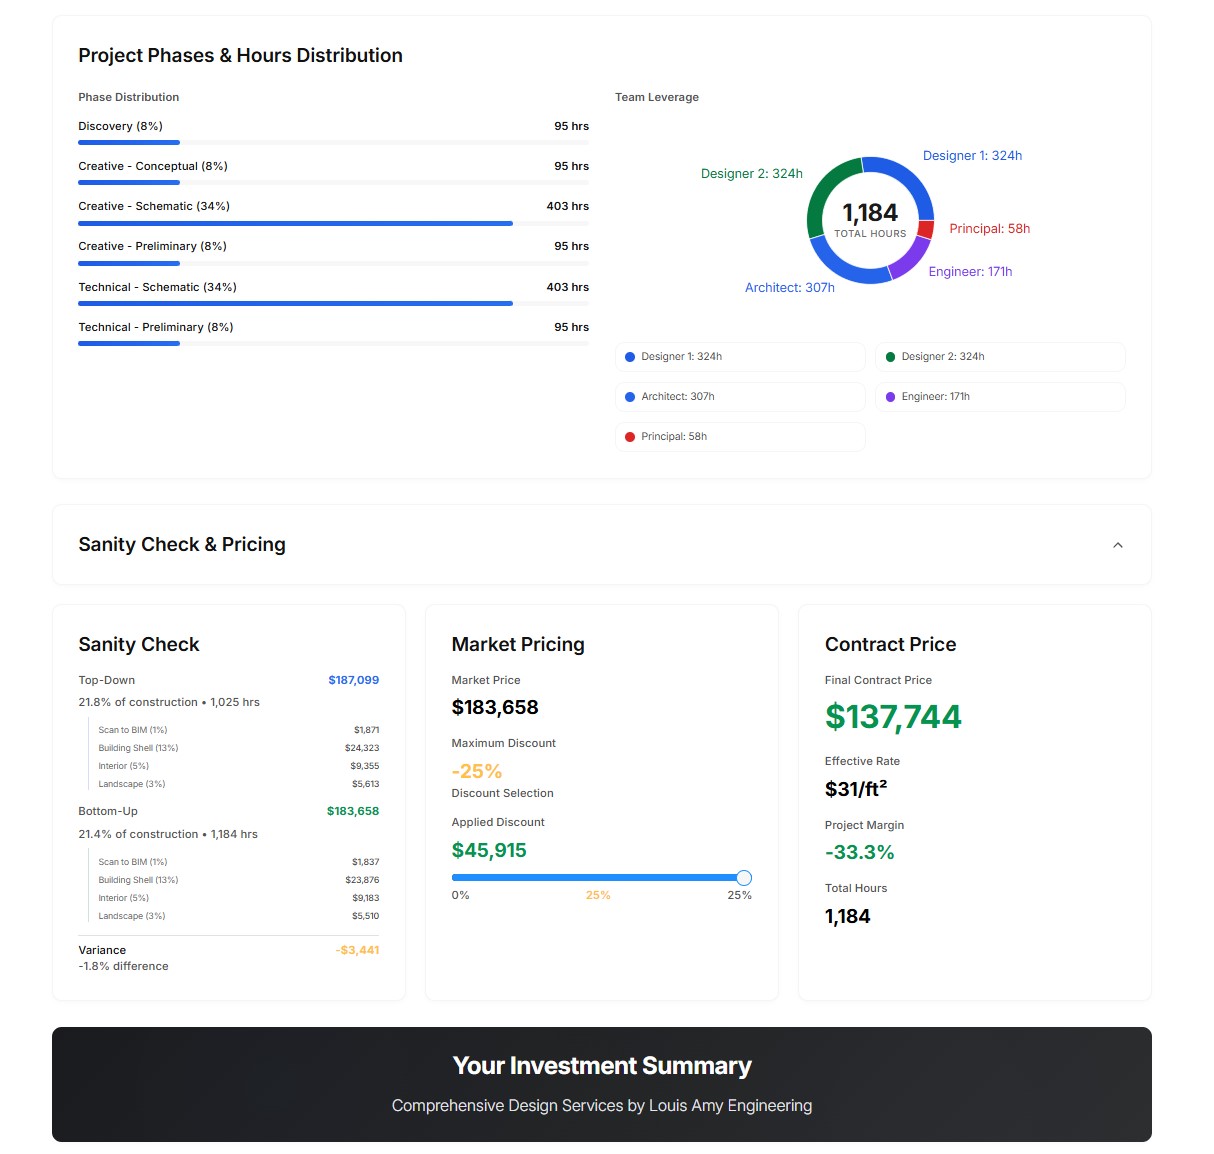 Project Phases & Hours Distribution
Phase Distribution
Discovery (8%) 95 hrs
Creative - Conceptual (8%) 95 hrs
Creative - Schematic (34%) 403 hrs
Creative - Preliminary (8%) 95 hrs
Technical - Schematic (34%) 403 hrs
Technical - Preliminary (8%) 95 hrs
Team Leverage
Designer 1: 324h
Designer 2: 324h
1,184
TOTAL HOURS
Principal: 58h
Engineer: 171h
Architect: 307h
Designer 1: 324h
Designer 2: 324h
Architect: 307h
Engineer: 171h
Principal: 58h
Sanity Check & Pricing
Sanity Check
Top-Down $187,099
21.8% of construction • 1,025 hrs
Scan to BIM (1%) $1,871
Building Shell (13%) $24,323
Interior (5%) $9,355
Landscape (3%) $5,613
Bottom-Up $183,658
21.4% of construction • 1,184 hrs
Scan to BIM (1%) $1,837
Building Shell (13%) $23,876
Interior (5%) $9,183
Landscape (3%) $5,510
Variance -$3,441
-1.8% difference
Market Pricing
Market Price
$183,658
Maximum Discount
-25%
Discount Selection
Applied Discount
$45,915
0% 25% 25%
Contract Price
Final Contract Price
$137,744
Effective Rate
$31/ft²
Project Margin
-33.3%
Total Hours
1,184
Your Investment Summary
Comprehensive Design Services by Louis Amy Engineering